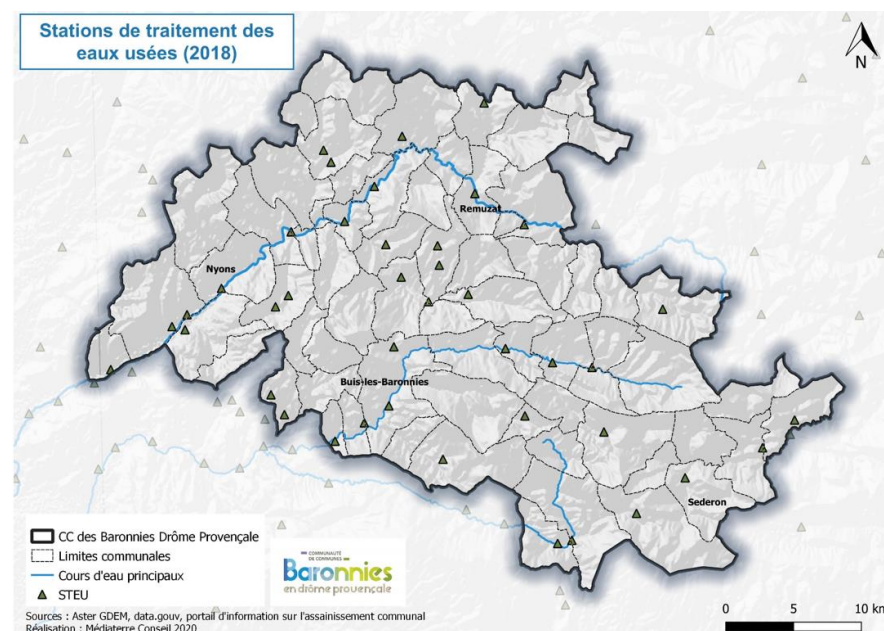 Stations de traitement des
eaux usées (2018)
N
Remuzat
Nyons
Buis-les-Baronnies
Sederon
CC des Baronnies Drôme Provençale
Limites communales
Cours d'eau principaux
STEU
COMMUNAUTÉ
DE COMMUNES
Baronnies
en drôme provençale
Sources : Aster GDEM, data.gouv, portail d'information sur l'assainissement communal
Réalisation : Médiaterre Conseil 2020
0 5 10 km